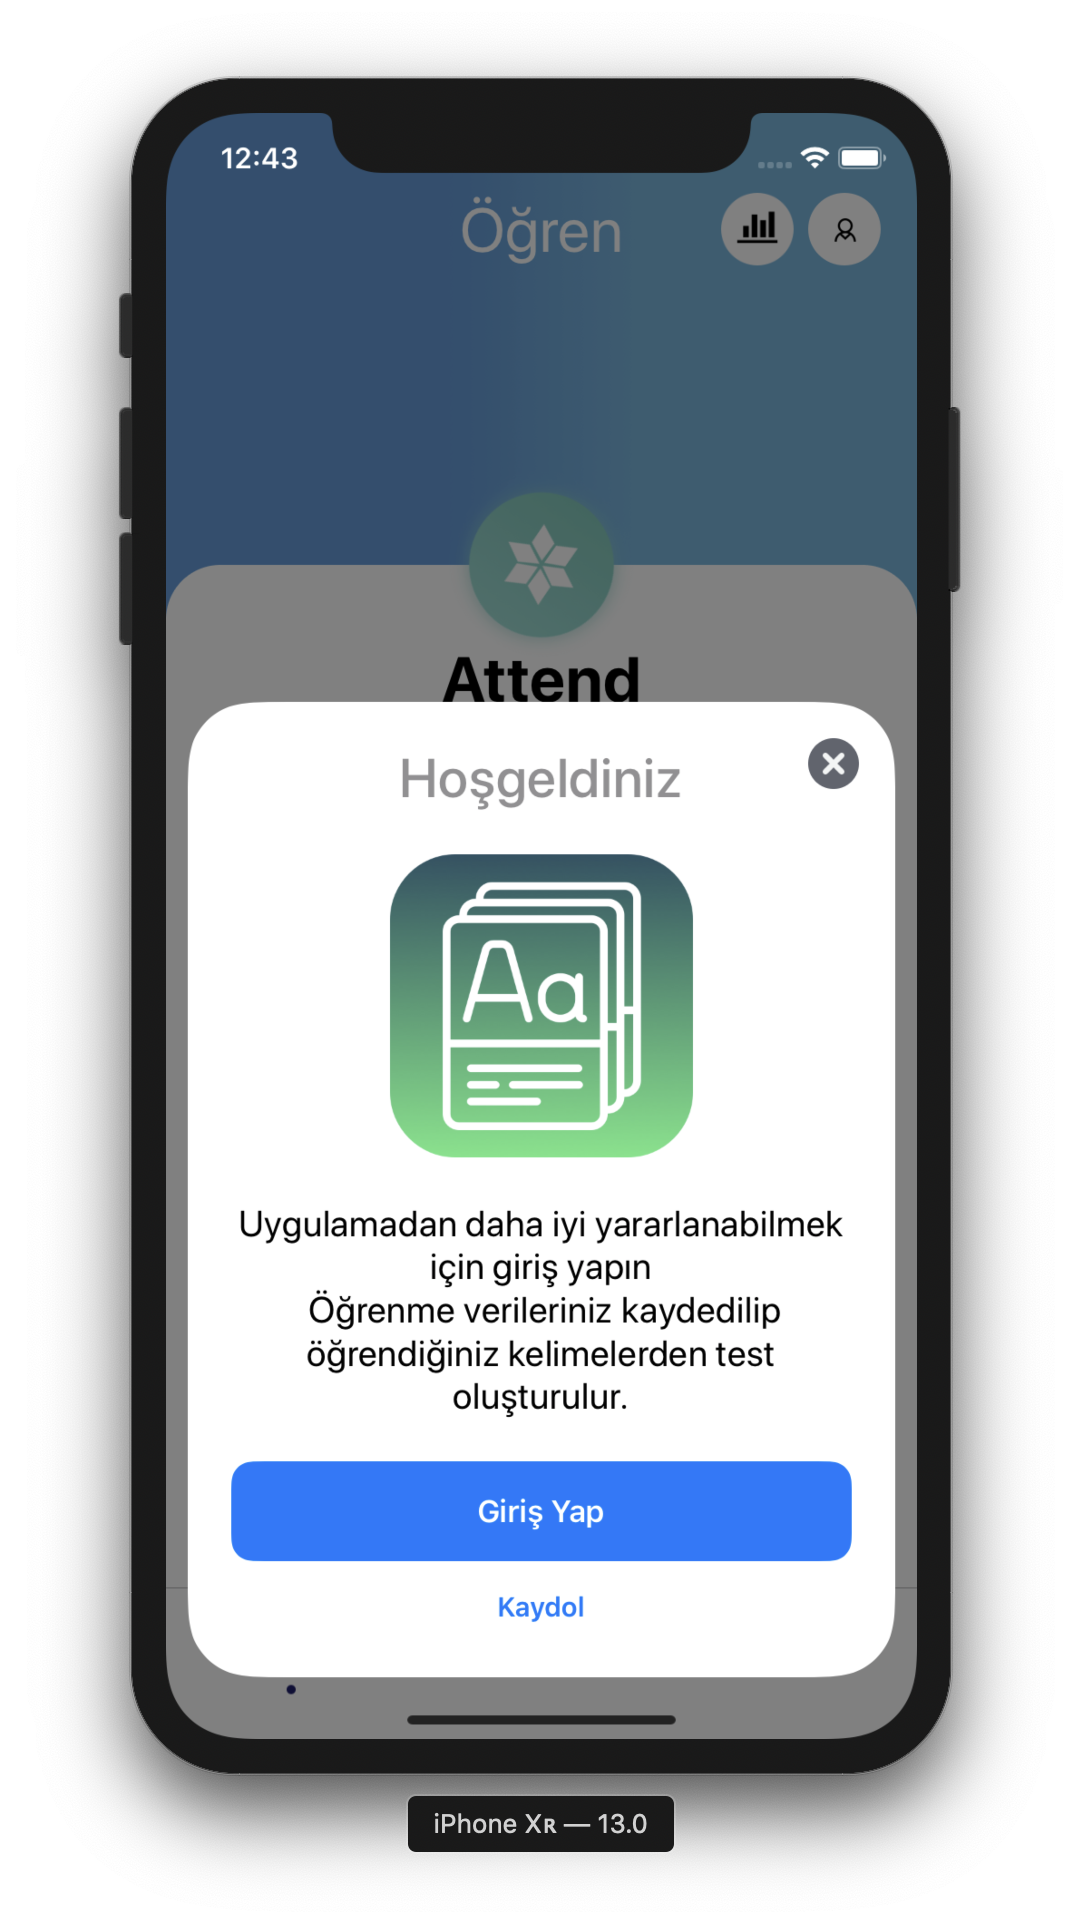 12:43
Öğren
Attend
Hoşgeldiniz
Aa
Uygulamadan daha iyi yararlanabilmek
için giriş yapın
Öğrenme verileriniz kaydedilip
öğrendiğiniz kelimelerden test
oluşturulur.
Giriş Yap
Kaydol
iPhone Xʀ — 13.0